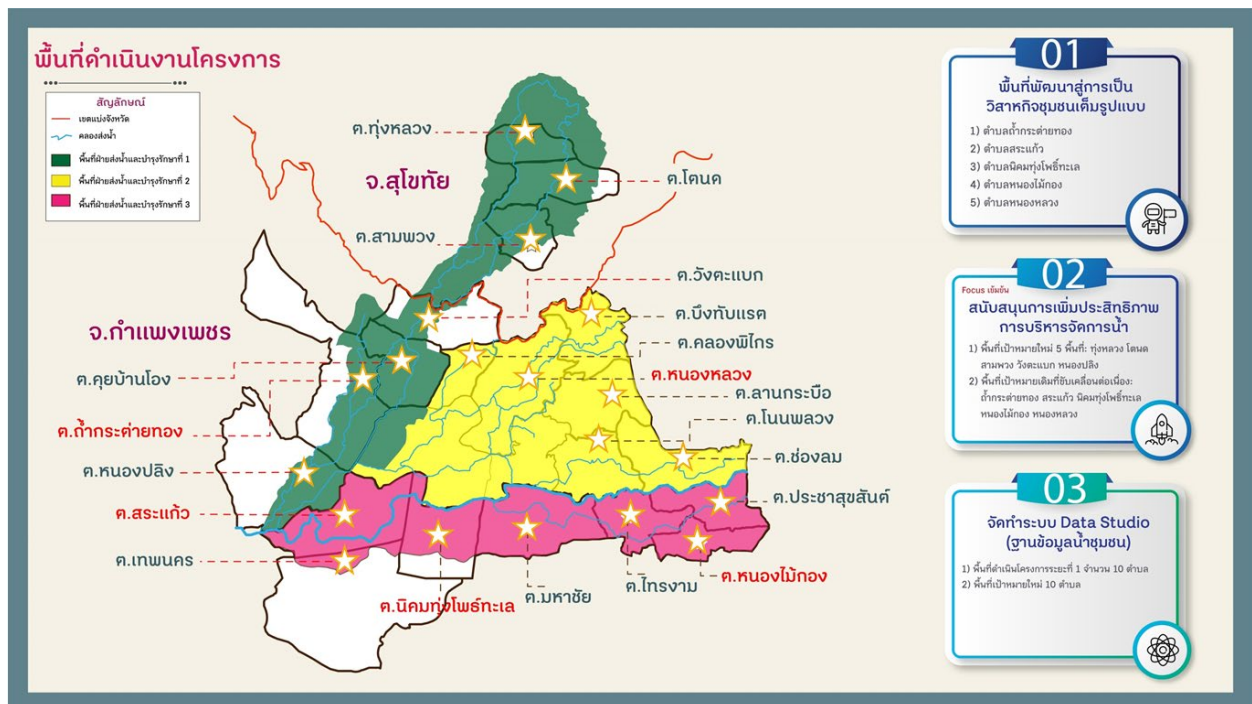 พื้นที่ดำเนินงานโครงการ
สัญลักษณ์
เขตแบ่งจังหวัด
คลองส่งน้ำ
พื้นที่ฝ่ายส่งน้ำและบำรุงรักษาที่ 1
พื้นที่ฝ่ายส่งน้ำและบำรุงรักษาที่ 2
พื้นที่ฝ่ายส่งน้ำและบำรุงรักษาที่ 3
ต.ทุ่งหลวง
จ.สุโขทัย
ต.โตนด
ต.สามพวง
ต.วังตะแบก
ต.บึงทับแรต
จ.กำแพงเพชร
ต.คลองพิไกร
ต.คุยบ้านโอง
ต.หนองหลวง
ต.ลานกระบือ
ต.ถ้ำกระต่ายทอง
ต.โนนพลวง
ต.หนองปลิง
ต.ช่องลม
ต.สระแก้ว
ต.ประชาสุขสันต์
ต.เทพนคร
ต.หนองไม้กอง
ต.ไทรงาม
ต.มหาชัย
ต.นิคมทุ่งโพธ์ทะเล
01
พื้นที่พัฒนาสู่การเป็น
วิสาหกิจชุมชนเต็มรูปแบบ
1) ตำบลถ้ำกระต่ายทอง
2) ตำบลสระแก้ว
3) ตำบลนิคมทุ่งโพธิ์ทะเล
4) ตำบลหนองไม้กอง
5) ตำบลหนองหลวง
02
Focus เข้มข้น
สนับสนุนการเพิ่มประสิทธิภาพ
การบริหารจัดการน้ำ
1) พื้นที่เป้าหมายใหม่ 5 พื้นที่: ทุ่งหลวง โตนด
สามพวง วังตะแบก หนองปลิง
2) พื้นที่เป้าหมายเดิมที่ขับเคลื่อนต่อเนื่อง:
ถ้ำกระต่ายทอง สระแก้ว นิคมทุ่งโพธิ์ทะเล
หนองไม้กอง หนองหลวง
03
จัดทำระบบ Data Studio
(ฐานข้อมูลน้ำชุมชน)
1) พื้นที่ดำเนินโครงการระยะที่ 1 จำนวน 10 ตำบล
2) พื้นที่เป้าหมายใหม่ 10 ตำบล